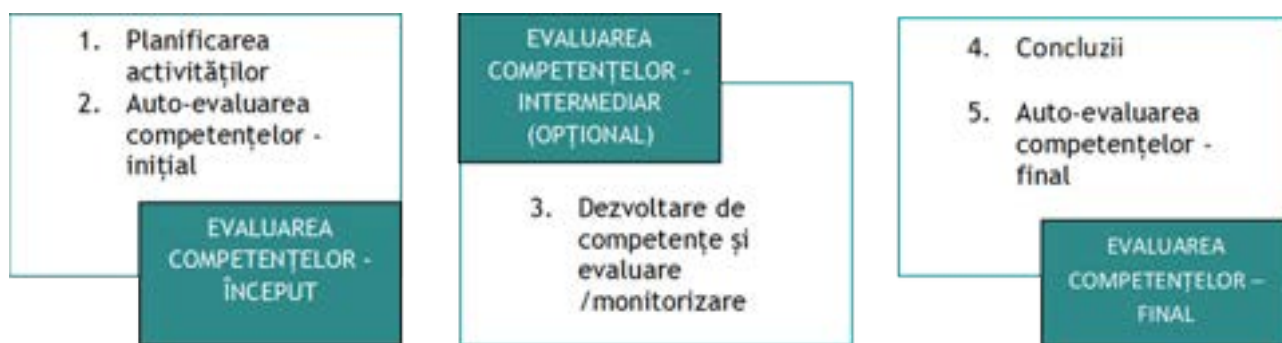 1. Planificarea
activităților
2. Auto-evaluarea
competențelor -
inițial
EVALUAREA
COMPETENȚELOR -
ÎNCEPUT
EVALUAREA
COMPETENȚELOR -
INTERMEDIAR
(OPȚIONAL)
3. Dezvoltare de
competențe și
evaluare
/monitorizare
4. Concluzii
5. Auto-evaluarea
competențelor -
final
EVALUAREA
COMPETENȚELOR –
FINAL